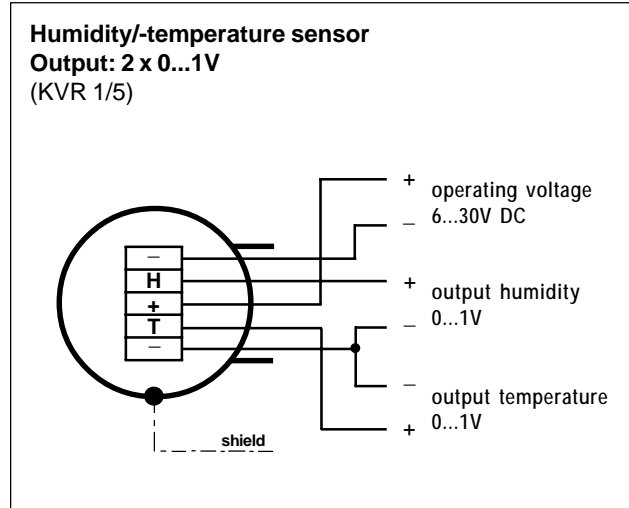 Humidity/-temperature sensor
Output: 2 x 0...1V
(KVR 1/5)
+
operating voltage
6...30V DC
–
–
H
+
T
–
+
output humidity
0...1V
–
–
output temperature
0...1V
+
shield